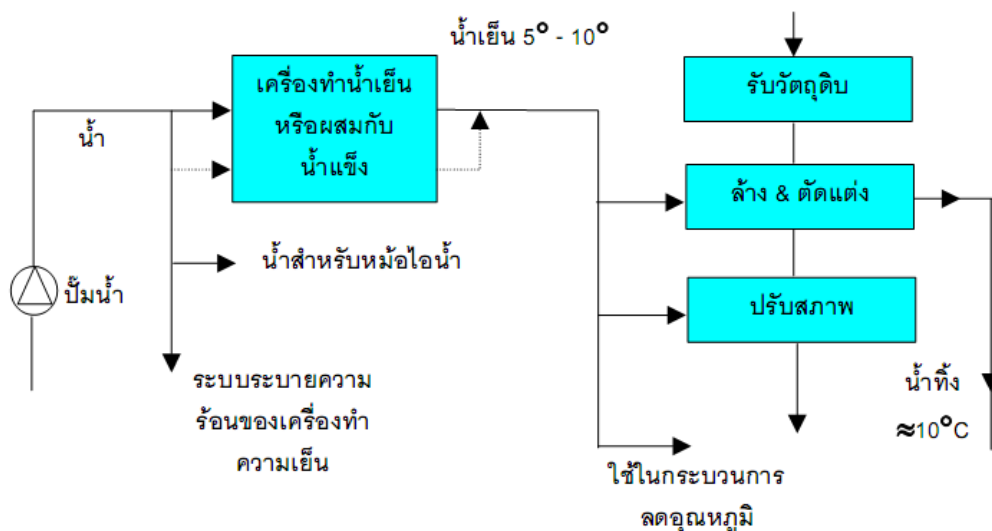 น้ำเย็น 5° - 10°
เครื่องทำน้ำเย็น
หรือผสมกับ
น้ำแข็ง
รับวัตถุดิบ
น้ำ
ล้าง & ตัดแต่ง
น้ำสำหรับหม้อไอน้ำ
ปั๊มน้ำ
ปรับสภาพ
ระบบระบายความ
ร้อนของเครื่องทำ
ความเย็น
น้ำทิ้ง
≈10°C
ใช้ในกระบวนการ
ลดอุณหภูมิ